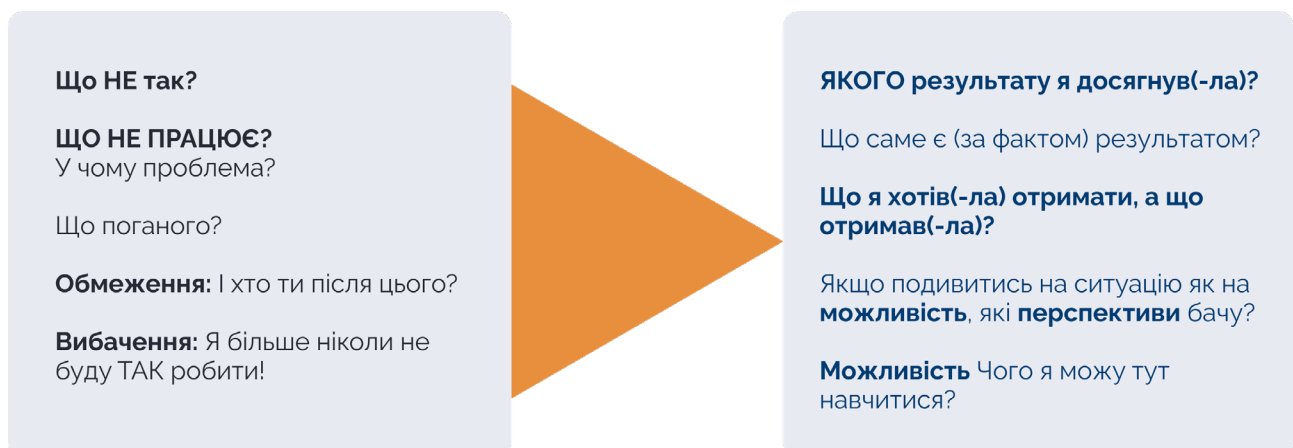 Що НЕ так?
ЩО НЕ ПРАЦЮЄ?
У чому проблема?
Що поганого?
Обмеження: І хто ти після цього?
Вибачення: Я більше ніколи не
буду ТАК робити!
ЯКОГО результату я досягнув(-ла)?
Що саме є (за фактом) результатом?
Що я хотів(-ла) отримати, а що
отримав(-ла)?
Якщо подивитись на ситуацію як на
можливість, які перспективи бачу?
Можливість Чого я можу тут
навчитися?